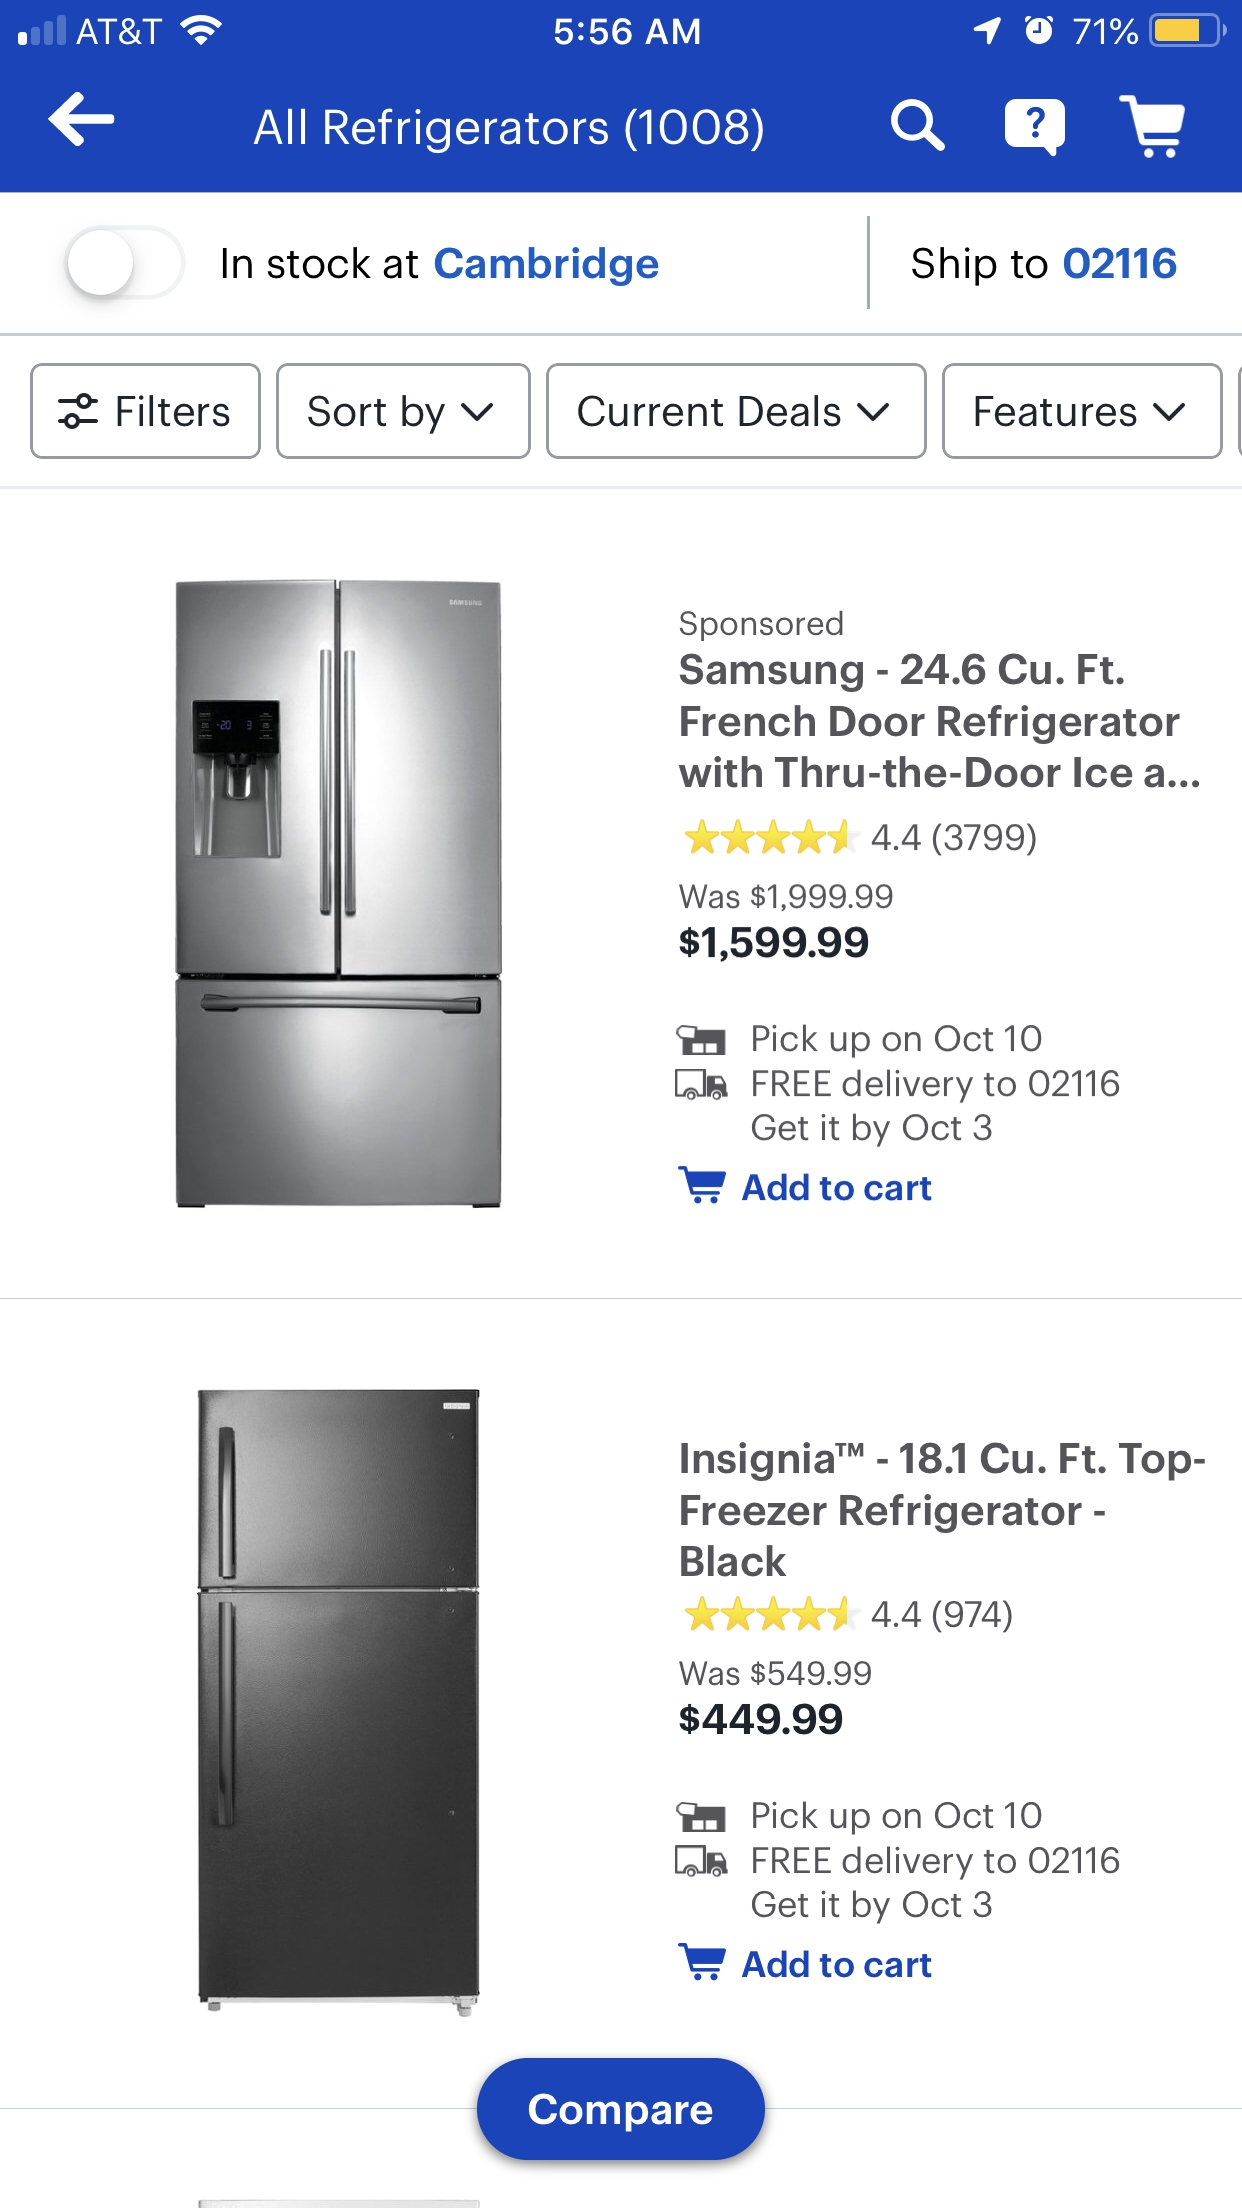 AT&T 5:56 AM 71%
All Refrigerators (1008) ?
In stock at Cambridge Ship to 02116
Filters Sort by Current Deals Features
SAMSUNG
-20 3
Sponsored
Samsung - 24.6 Cu. Ft.
French Door Refrigerator
with Thru-the-Door Ice a...
4.4 (3799)
Was $1,999.99
$1,599.99
Pick up on Oct 10
FREE delivery to 02116
Get it by Oct 3
Add to cart
Insignia™ - 18.1 Cu. Ft. Top-
Freezer Refrigerator -
Black
4.4 (974)
Was $549.99
$449.99
Pick up on Oct 10
FREE delivery to 02116
Get it by Oct 3
Add to cart
Compare